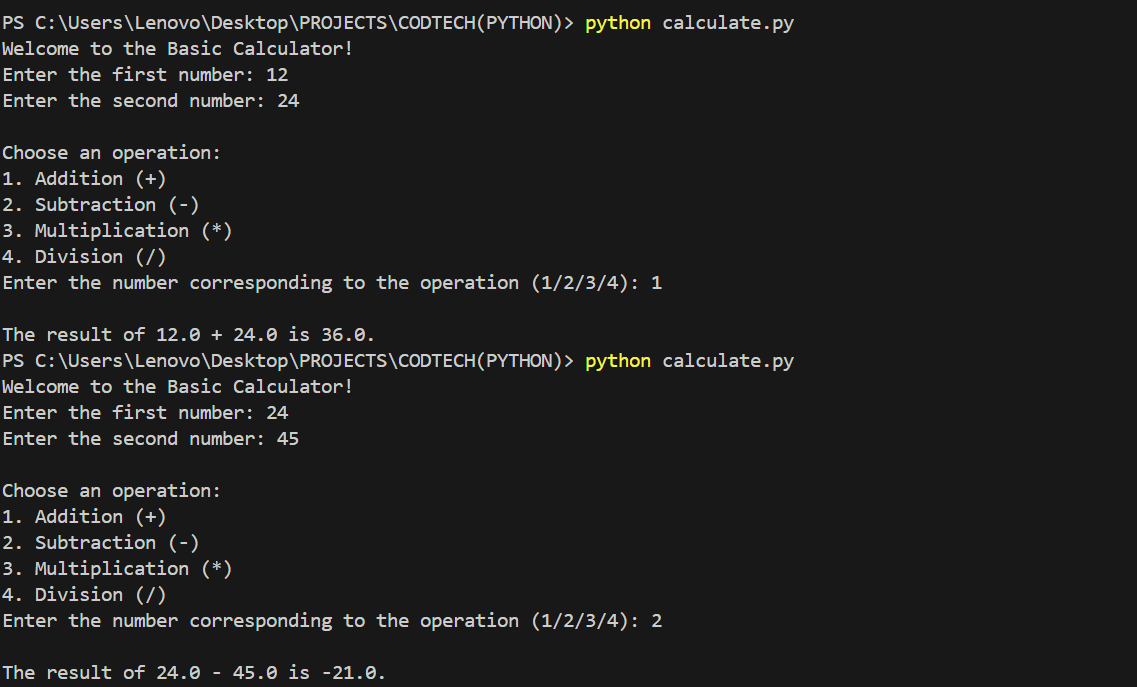 PS C:\Users\Lenovo\Desktop\PROJECTS\CODTECH(PYTHON)> python calculate.py
Welcome to the Basic Calculator!
Enter the first number: 12
Enter the second number: 24
Choose an operation:
1. Addition (+)
2. Subtraction (-)
3. Multiplication (*)
4. Division (/)
Enter the number corresponding to the operation (1/2/3/4): 1
The result of 12.0 + 24.0 is 36.0.
PS C:\Users\Lenovo\Desktop\PROJECTS\CODTECH(PYTHON)> python calculate.py
Welcome to the Basic Calculator!
Enter the first number: 24
Enter the second number: 45
Choose an operation:
1. Addition (+)
2. Subtraction (-)
3. Multiplication (*)
4. Division (/)
Enter the number corresponding to the operation (1/2/3/4): 2
The result of 24.0 - 45.0 is -21.0.